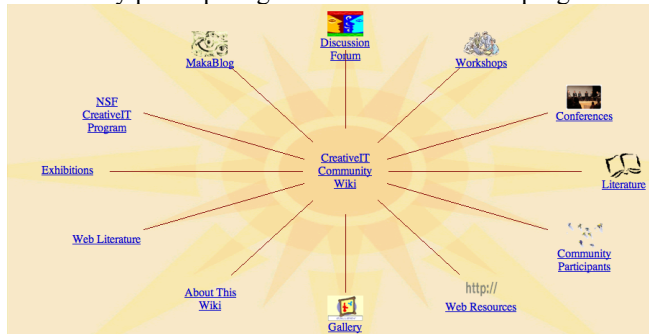 Discussion
Forum
MakaBlog
Workshops
NSF
CreativeIT
Program
Conferences
Exhibitions
CreativeIT
Community
Wiki
Literature
Web Literature
Community
Participants
About This
Wiki
http://
Web Resources
Gallery